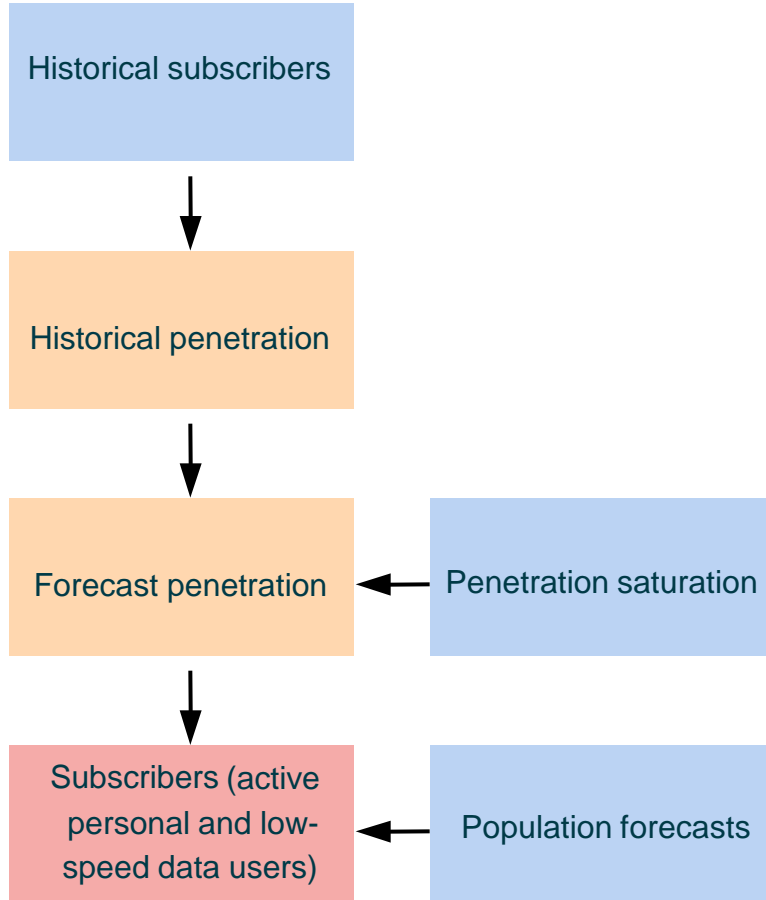 Historical subscribers
Historical penetration
Forecast penetration
Penetration saturation
Subscribers (active
personal and low-
speed data users)
Population forecasts